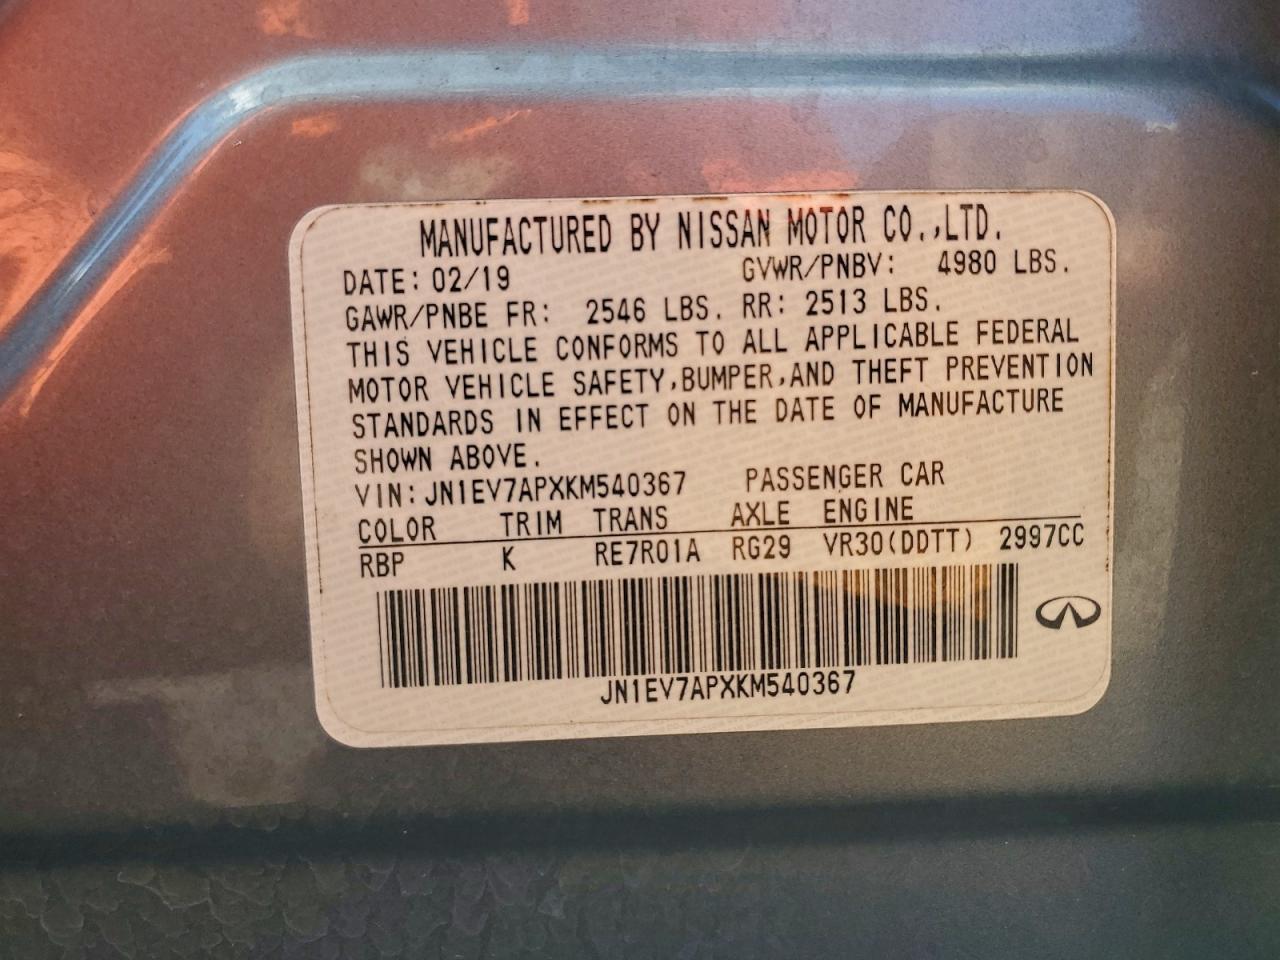 MANUFACTURED BY NISSAN MOTOR CO.,LTD.
DATE: 02/19 GVWR/PNBV: 4980 LBS.
GAWR/PNBE FR: 2546 LBS. RR: 2513 LBS.
THIS VEHICLE CONFORMS TO ALL APPLICABLE FEDERAL
MOTOR VEHICLE SAFETY,BUMPER,AND THEFT PREVENTION
STANDARDS IN EFFECT ON THE DATE OF MANUFACTURE
SHOWN ABOVE.
VIN: JN1EV7APXKM540367 PASSENGER CAR
COLOR TRIM TRANS AXLE ENGINE
RBP K RE7R01A RG29 VR30(DDTT) 2997CC
JN1EV7APXKM540367